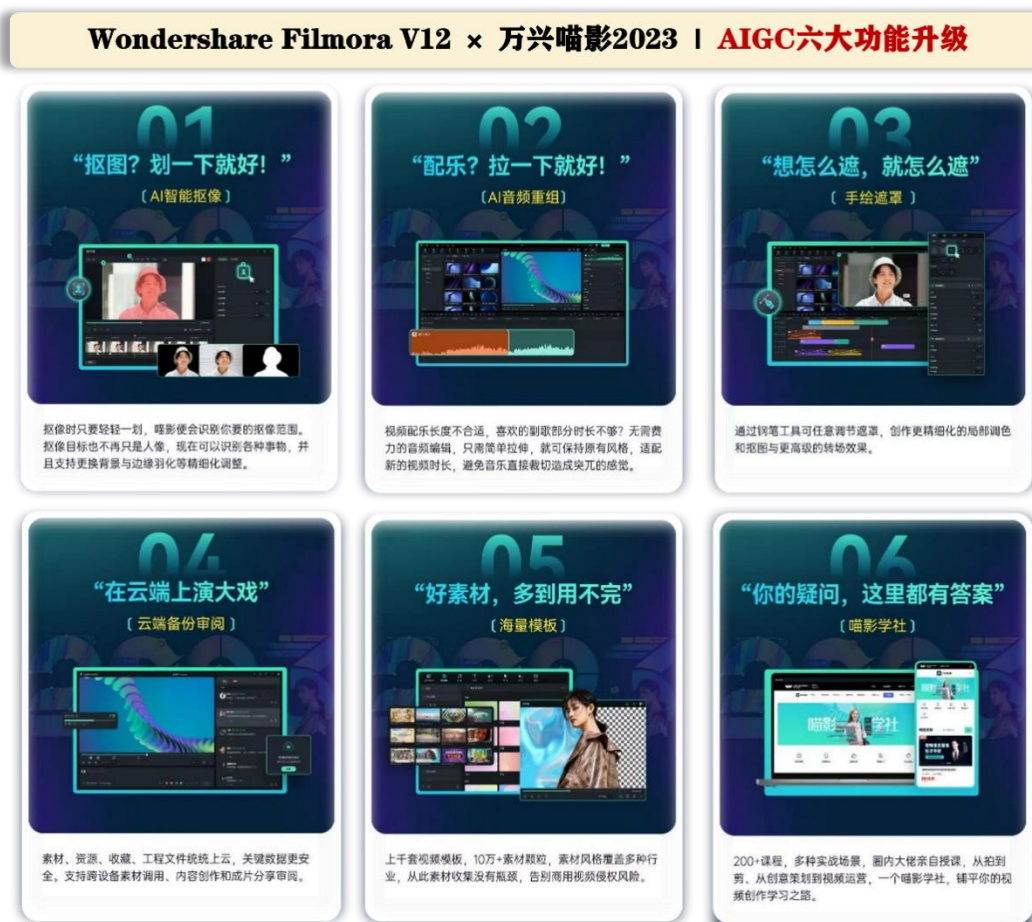 Wondershare Filmora V12 × 万兴喵影2023 | AIGC六大功能升级
01
“抠图？划一下就好！”
〔 AI智能抠像 〕
抠像时只要轻轻一划，喵影便会识别你要的抠像范围。
抠像目标也不再只是人像，现在可以识别各种事物，并
且支持更换背景与边缘羽化等精细化调整。
02
“配乐？拉一下就好！”
〔AI音频重组〕
视频配乐长度不合适，喜欢的副歌部分时长不够？无需费
力的音频编辑，只需简单拉伸，就可保持原有风格，适配
新的视频时长，避免音乐直接裁切造成突兀的感觉。
03
“想怎么遮，就怎么遮”
〔 手绘遮罩 〕
通过钢笔工具可任意调节遮罩，创作更精细化的局部调色
和抠图与更高级的转场效果。
04
“在云端上演大戏”
〔 云端备份审阅 〕
素材、资源、收藏、工程文件统统上云，关键数据更安
全。支持跨设备素材调用、内容创作和成片分享审阅。
05
“好素材，多到用不完”
〔海量模板〕
上千套视频模板，10万+素材颗粒，素材风格覆盖多种行
业，从此素材收集没有瓶颈，告别商用视频侵权风险。
06
“你的疑问，这里都有答案”
〔喵影学社〕
喵影 学社
200+课程，多种实战场景，圈内大佬亲自授课，从拍到
剪、从创意策划到视频运营，一个喵影学社，铺平你的视
频创作学习之路。